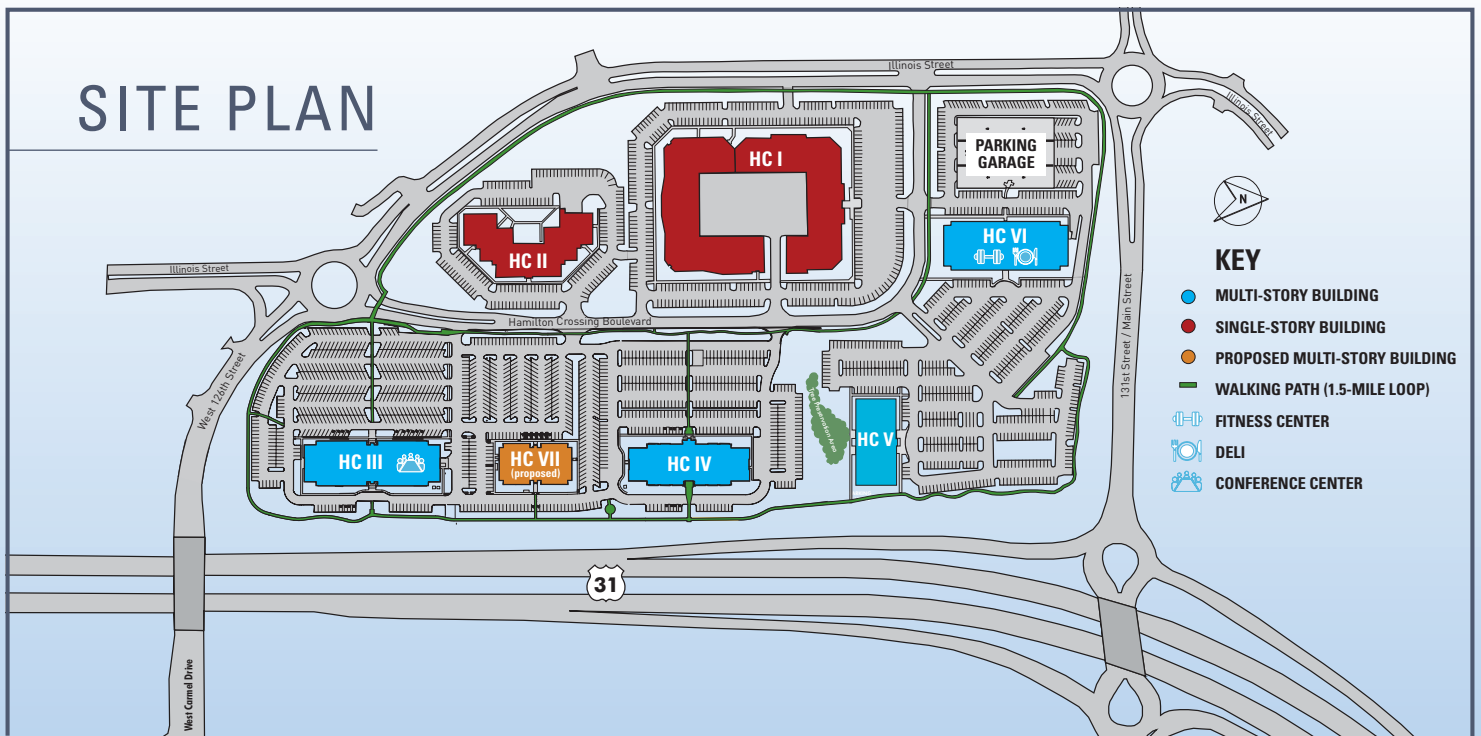 SITE PLAN
Illinois Street
Illinois Street
PARKING
GARAGE
HC I
HC II
HC VI
N
Illinois Street
Hamilton Crossing Boulevard
West 126th Street
131st Street / Main Street
Tree Preservation Area
HC III
HC VII
(proposed)
HC IV
HC V
31
West Carmel Drive
KEY
MULTI-STORY BUILDING
SINGLE-STORY BUILDING
PROPOSED MULTI-STORY BUILDING
WALKING PATH (1.5-MILE LOOP)
FITNESS CENTER
DELI
CONFERENCE CENTER